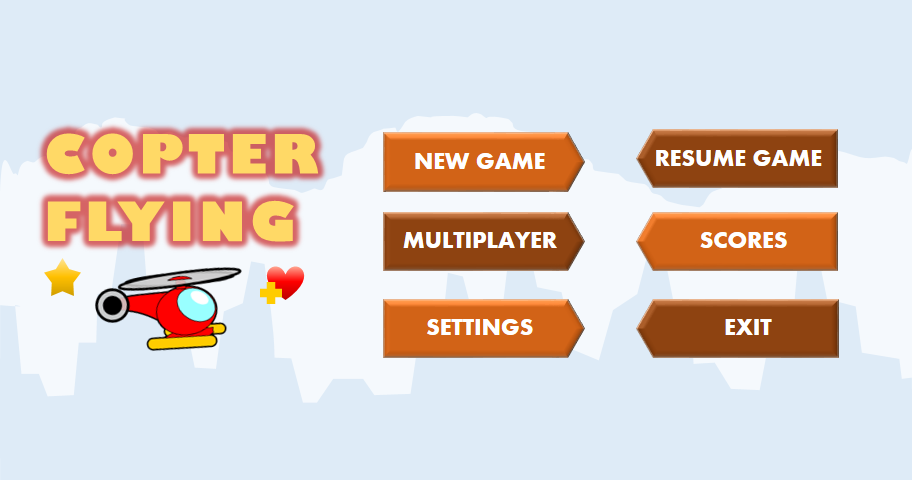 COPTER
FLYING
NEW GAME
RESUME GAME
MULTIPLAYER
SCORES
SETTINGS
EXIT